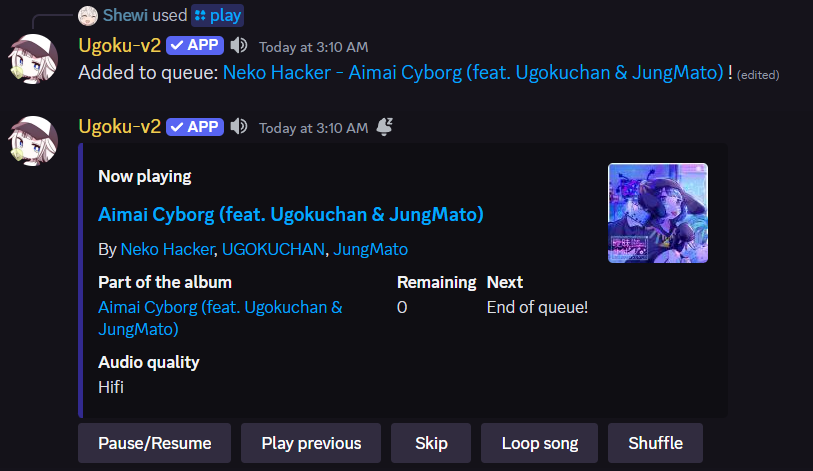 Shewi used play
Ugoku-v2 ✓ APP Today at 3:10 AM
Added to queue: Neko Hacker - Aimai Cyborg (feat. Ugokuchan & JungMato) ! (edited)
Ugoku-v2 ✓ APP Today at 3:10 AM
Now playing
Aimai Cyborg (feat. Ugokuchan & JungMato)
By Neko Hacker, UGOKUCHAN, JungMato
Part of the album Remaining Next
Aimai Cyborg (feat. Ugokuchan & 0 End of queue!
JungMato)
Audio quality
Hifi
Pause/Resume Play previous Skip Loop song Shuffle